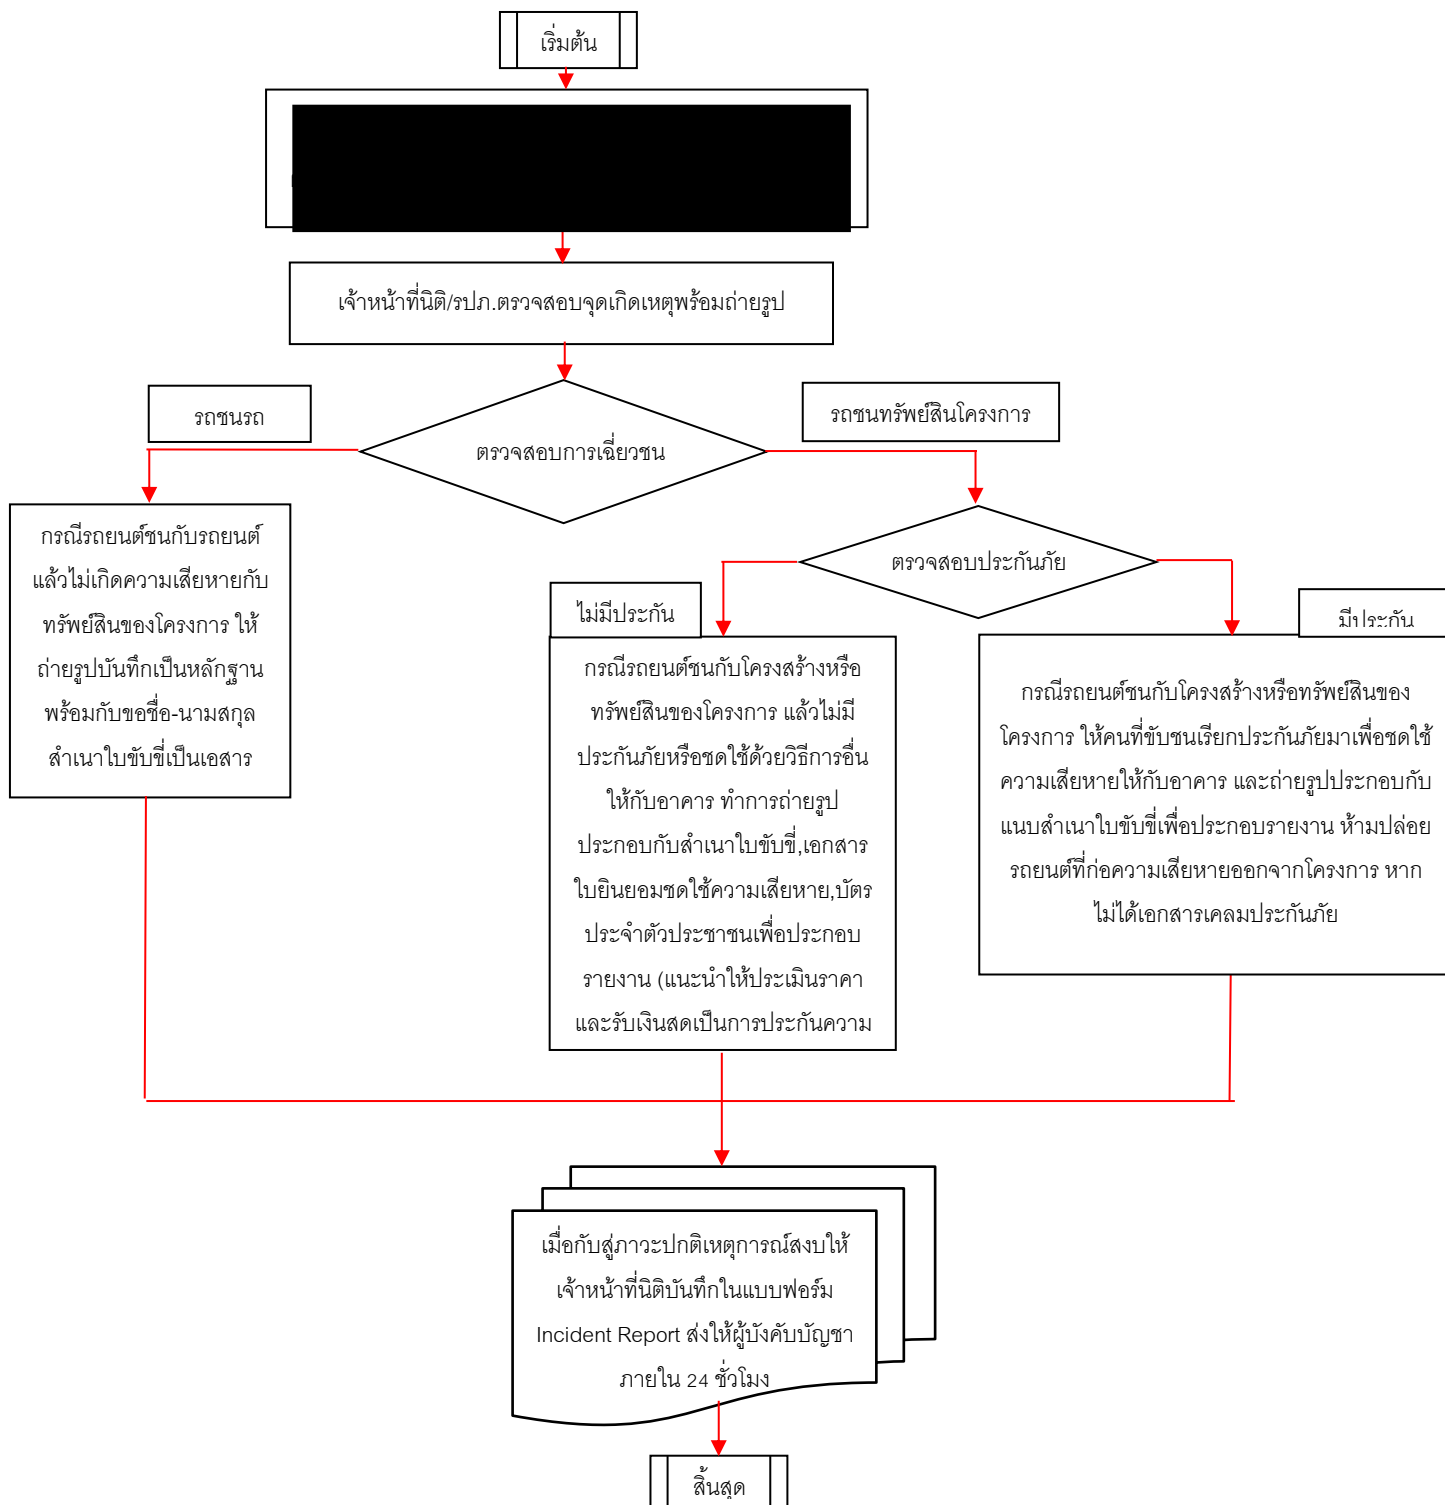 เริ่มต้น
เจ้าหน้าที่นิติ/รปภ.ตรวจสอบจุดเกิดเหตุพร้อมถ่ายรูป
รถชนรถ
รถชนทรัพย์สินโครงการ
ตรวจสอบการเฉี่ยวชน
กรณีรถยนต์ชนกับรถยนต์
แล้วไม่เกิดความเสียหายกับ
ทรัพย์สินของโครงการ ให้
ถ่ายรูปบันทึกเป็นหลักฐาน
พร้อมกับขอชื่อ-นามสกุล
สำเนาใบขับขี่เป็นเอสาร
ตรวจสอบประกันภัย
ไม่มีประกัน
มีประกัน
กรณีรถยนต์ชนกับโครงสร้างหรือ
ทรัพย์สินของโครงการ แล้วไม่มี
ประกันภัยหรือชดใช้ด้วยวิธีการอื่น
ให้กับอาคาร ทำการถ่ายรูป
ประกอบกับสำเนาใบขับขี่,เอกสาร
ใบยินยอมชดใช้ความเสียหาย,บัตร
ประจำตัวประชาชนเพื่อประกอบ
รายงาน (แนะนำให้ประเมินราคา
และรับเงินสดเป็นการประกันความ
กรณีรถยนต์ชนกับโครงสร้างหรือทรัพย์สินของ
โครงการ ให้คนที่ขับชนเรียกประกันภัยมาเพื่อชดใช้
ความเสียหายให้กับอาคาร และถ่ายรูปประกอบกับ
แนบสำเนาใบขับขี่เพื่อประกอบรายงาน ห้ามปล่อย
รถยนต์ที่ก่อความเสียหายออกจากโครงการ หาก
ไม่ได้เอกสารเคลมประกันภัย
เมื่อกับสู่ภาวะปกติเหตุการณ์สงบให้
เจ้าหน้าที่นิติบันทึกในแบบฟอร์ม
Incident Report ส่งให้ผู้บังคับบัญชา
ภายใน 24 ชั่วโมง
สิ้นสุด